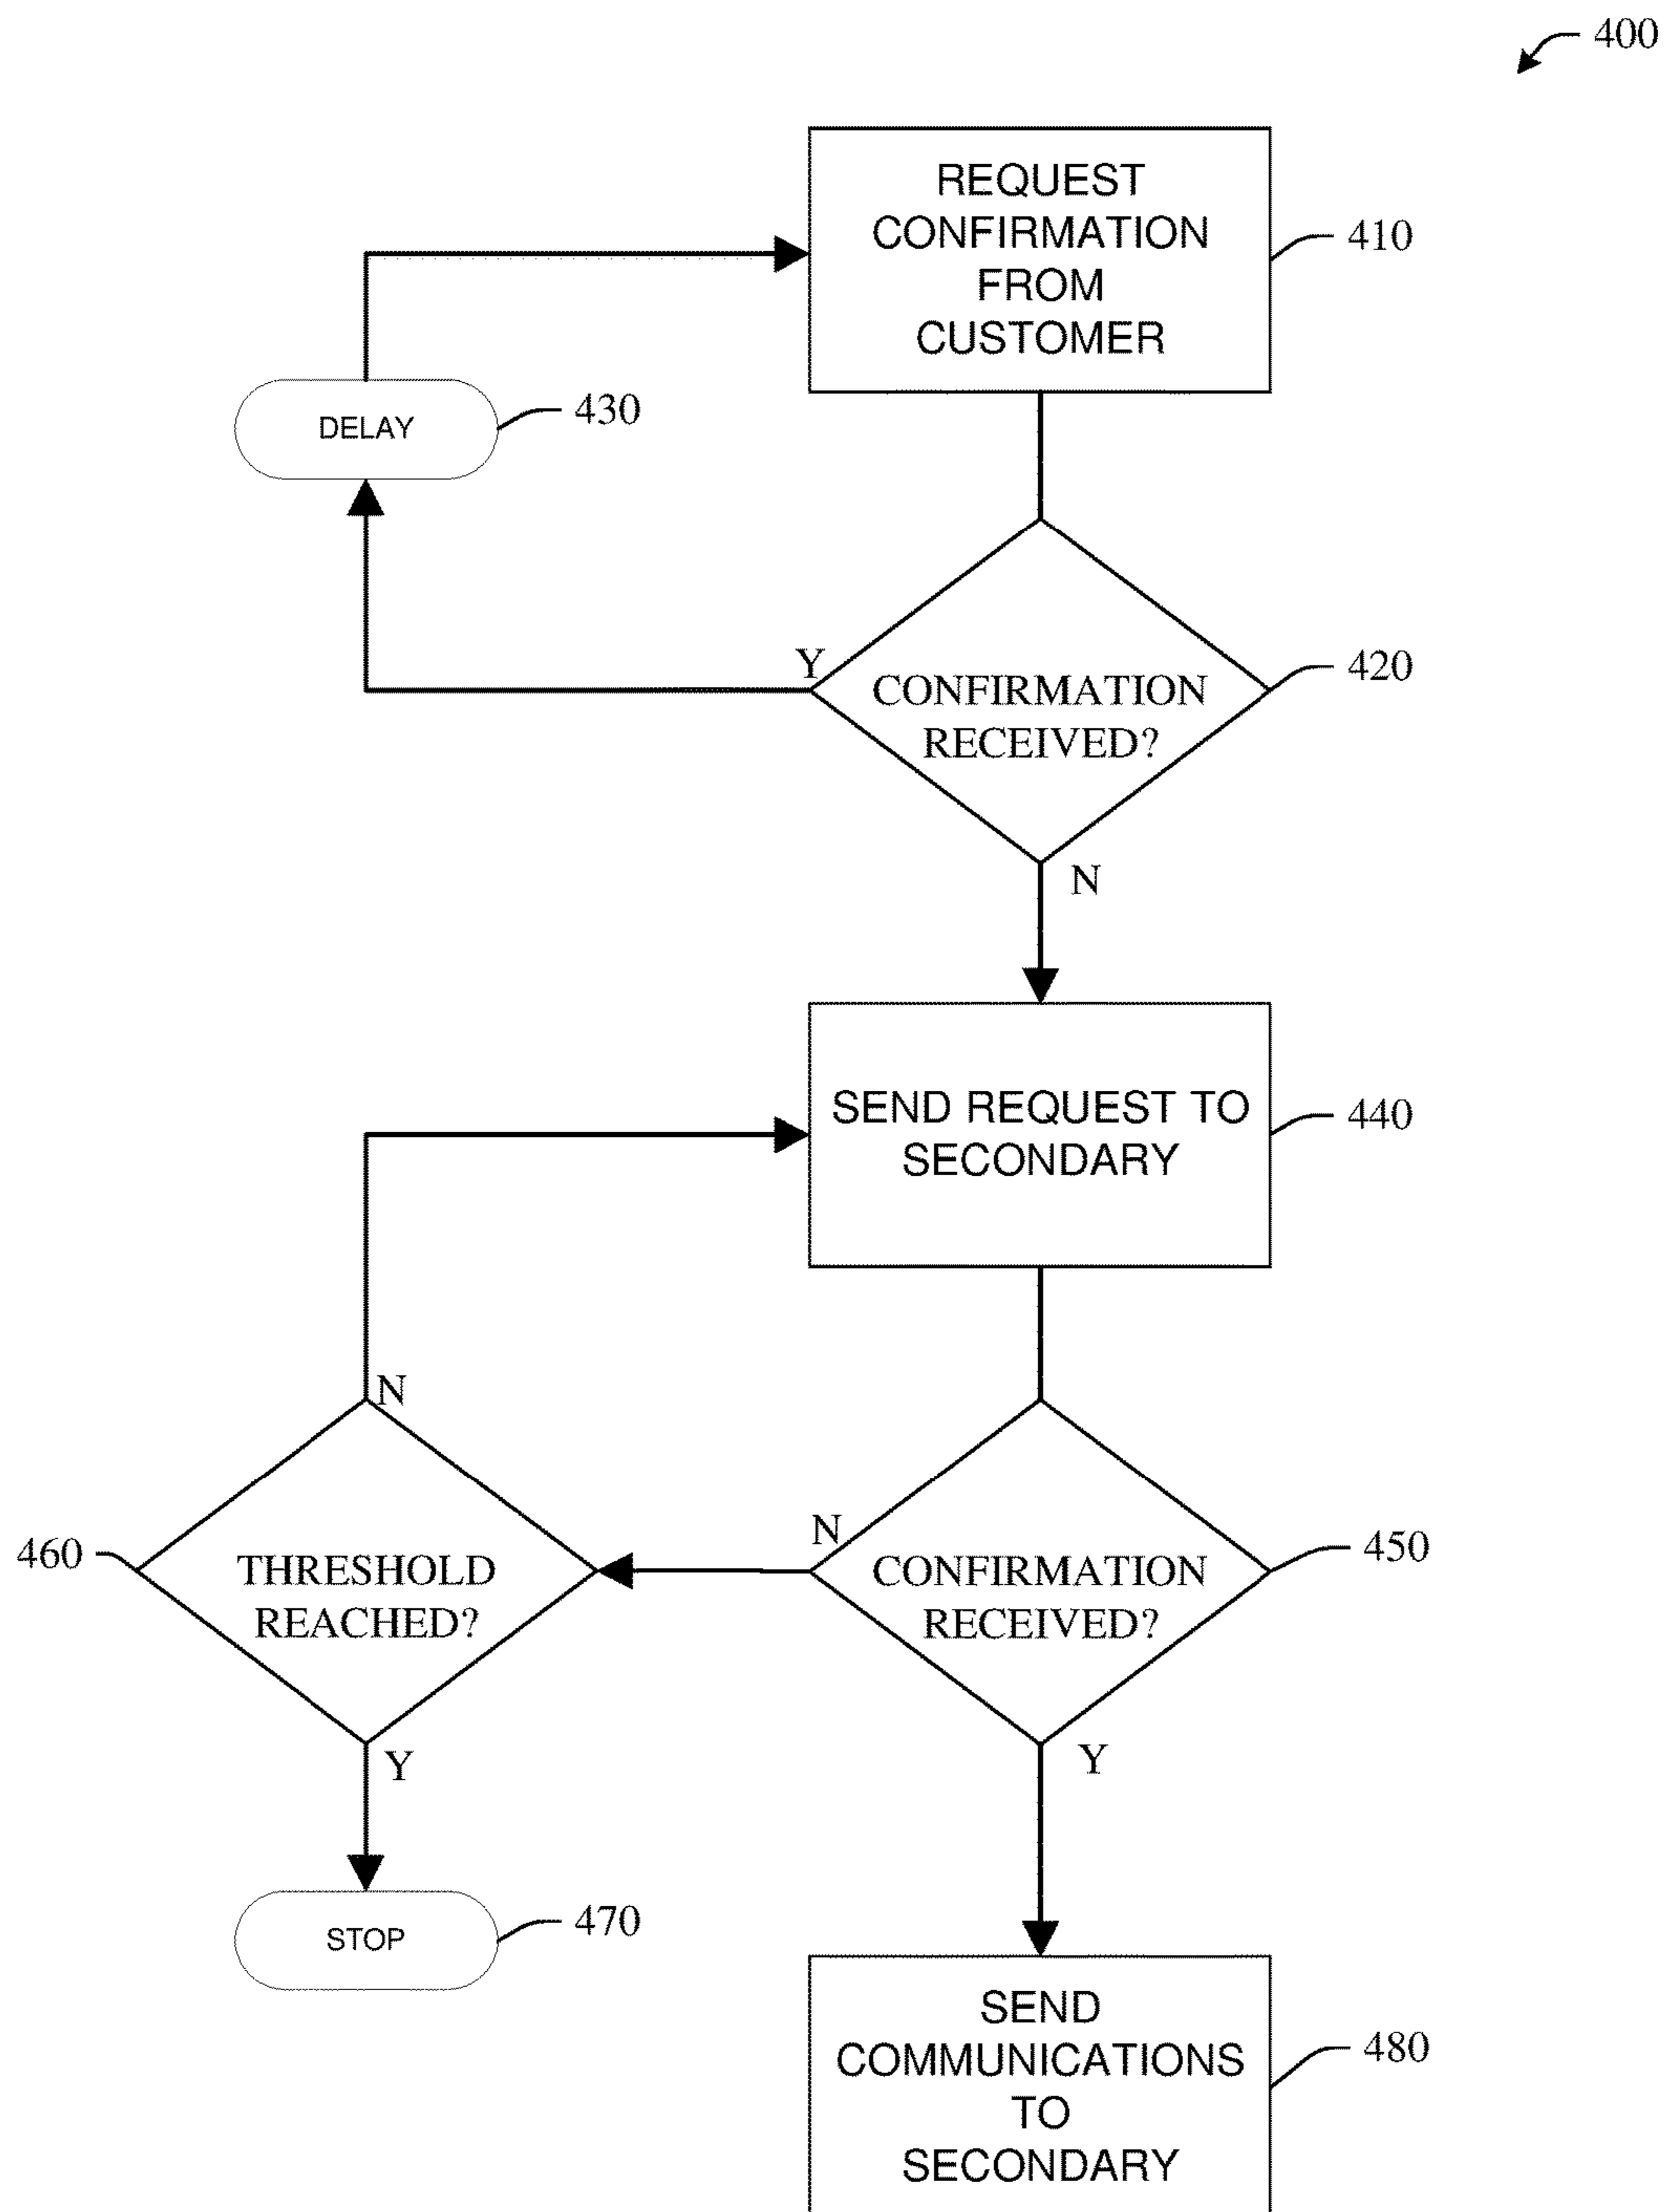 400
REQUEST
CONFIRMATION
FROM
CUSTOMER
410
DELAY
430
Y
CONFIRMATION
RECEIVED?
420
N
SEND REQUEST TO
SECONDARY
440
N
THRESHOLD
REACHED?
460
N
CONFIRMATION
RECEIVED?
450
Y
Y
STOP
470
SEND
COMMUNICATIONS
TO
SECONDARY
480